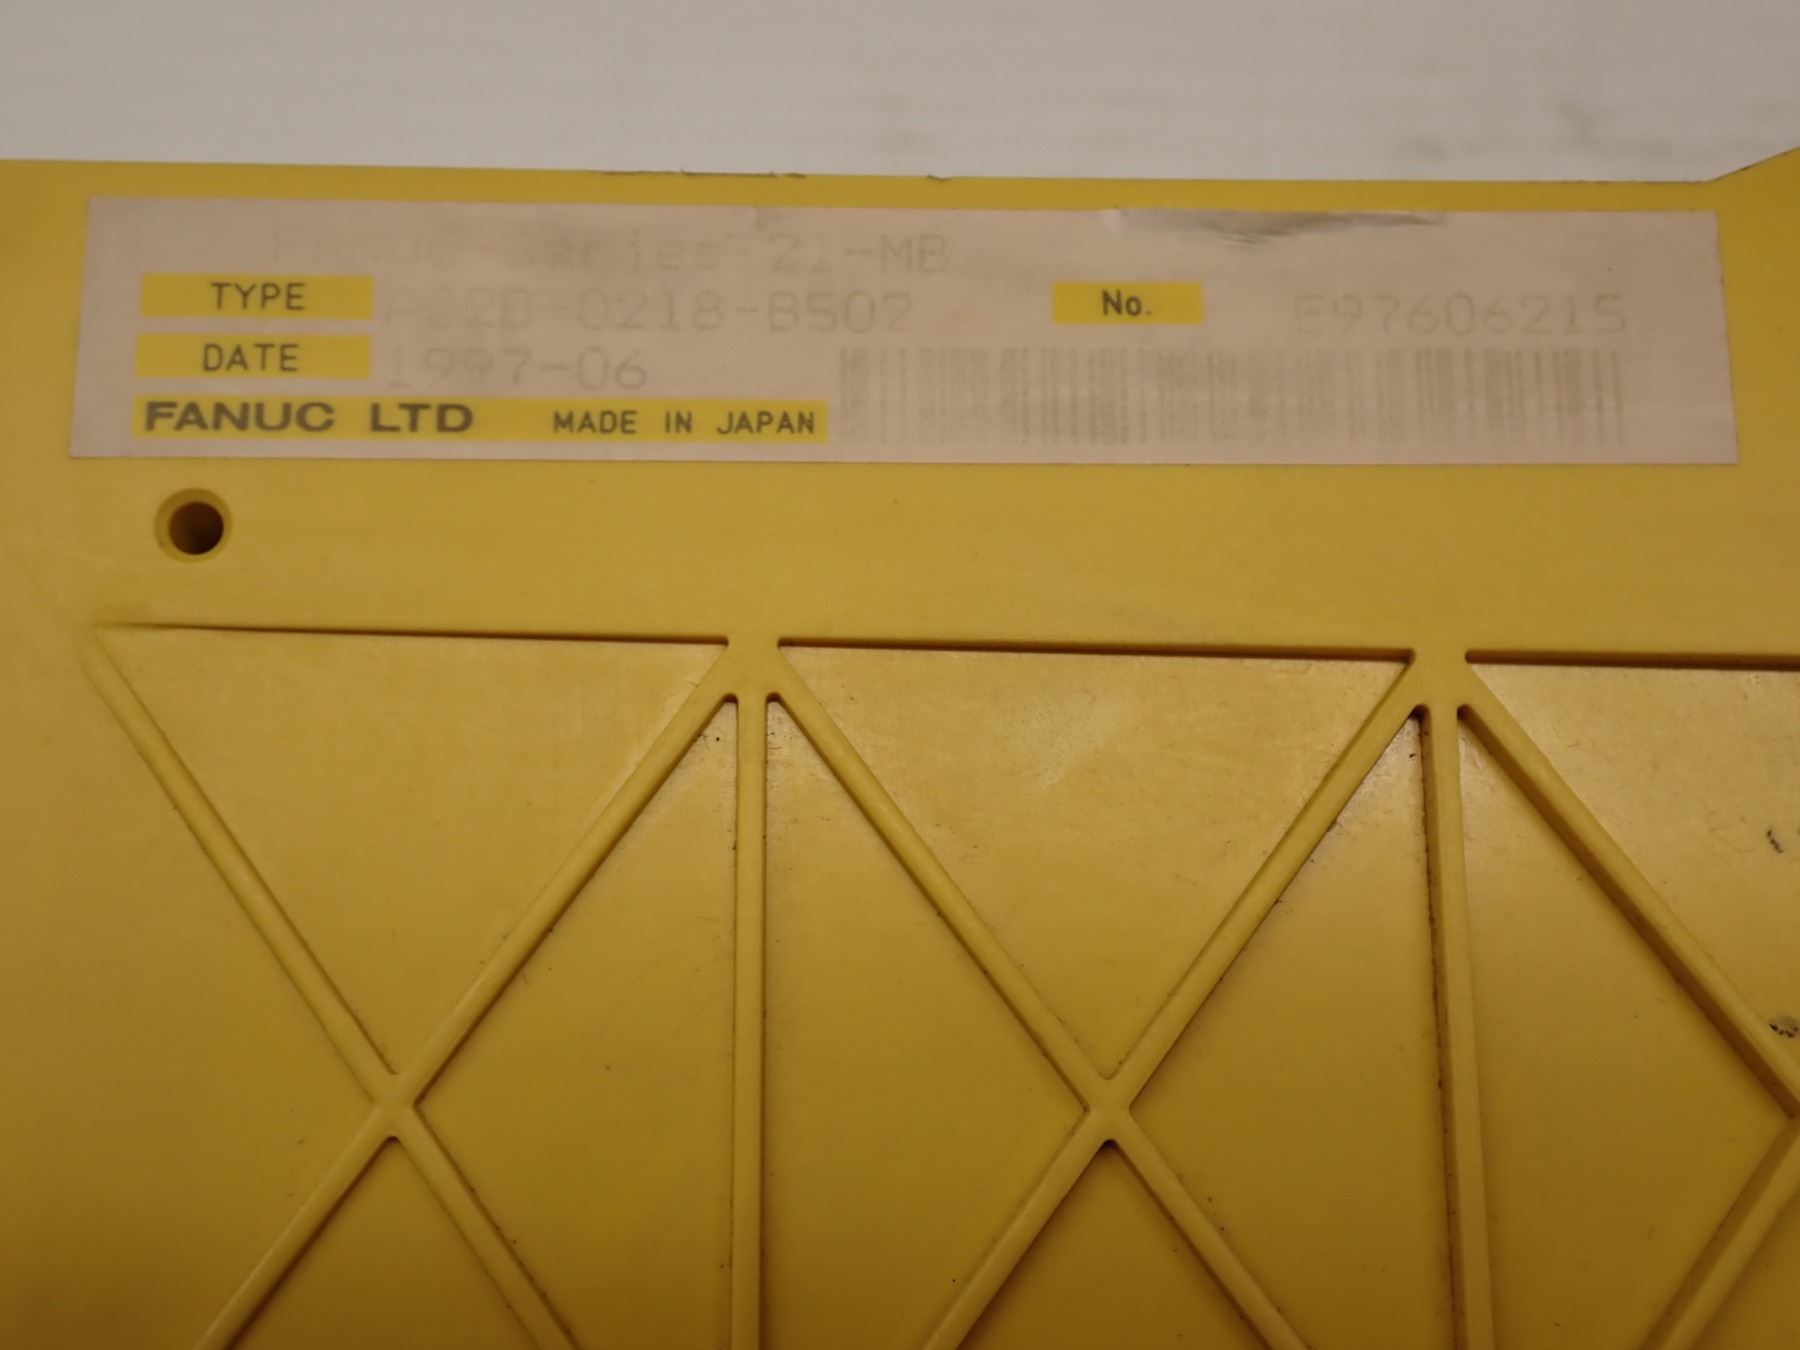 FANUC Series 21-MB
TYPE A02B-0218-B502 No. E97606215
DATE 1997-06
FANUC LTD MADE IN JAPAN